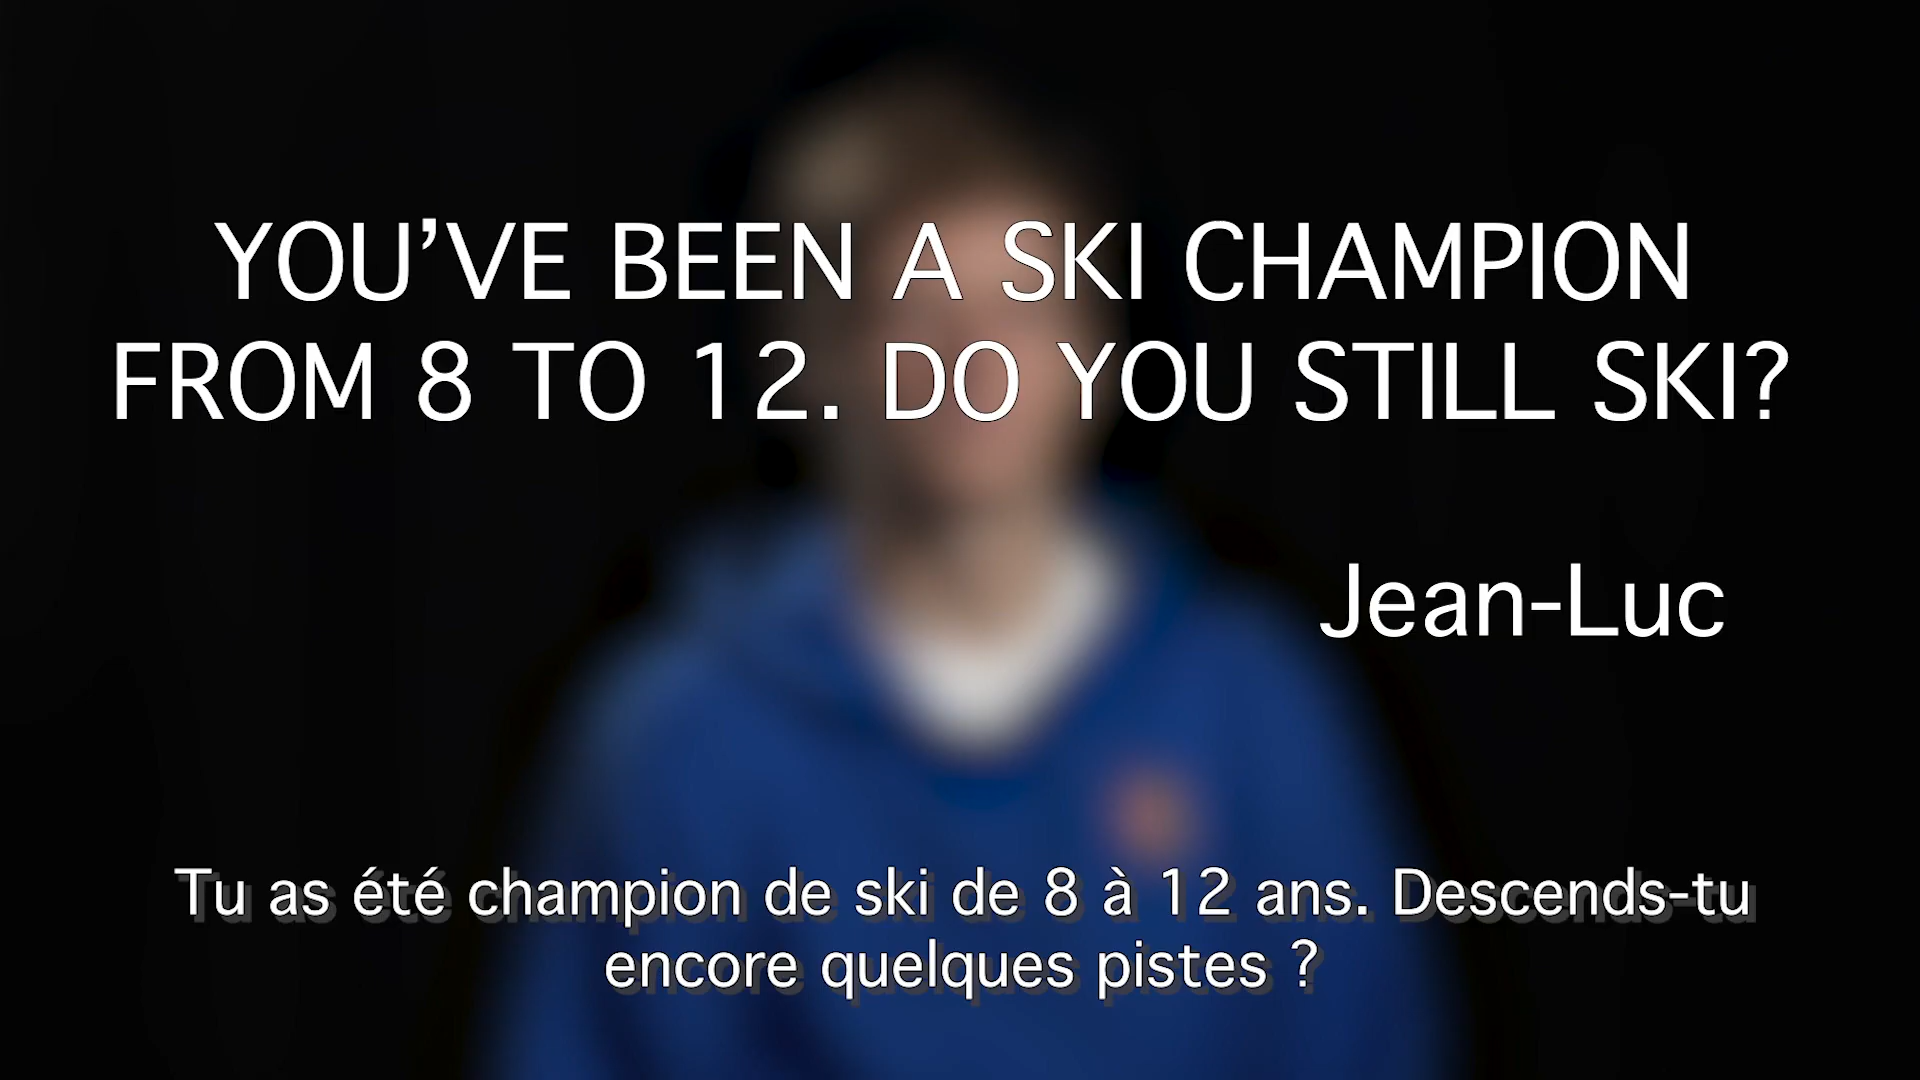 YOU’VE BEEN A SKI CHAMPION
FROM 8 TO 12. DO YOU STILL SKI?
Jean-Luc
Tu as été champion de ski de 8 à 12 ans. Descends-tu
encore quelques pistes ?